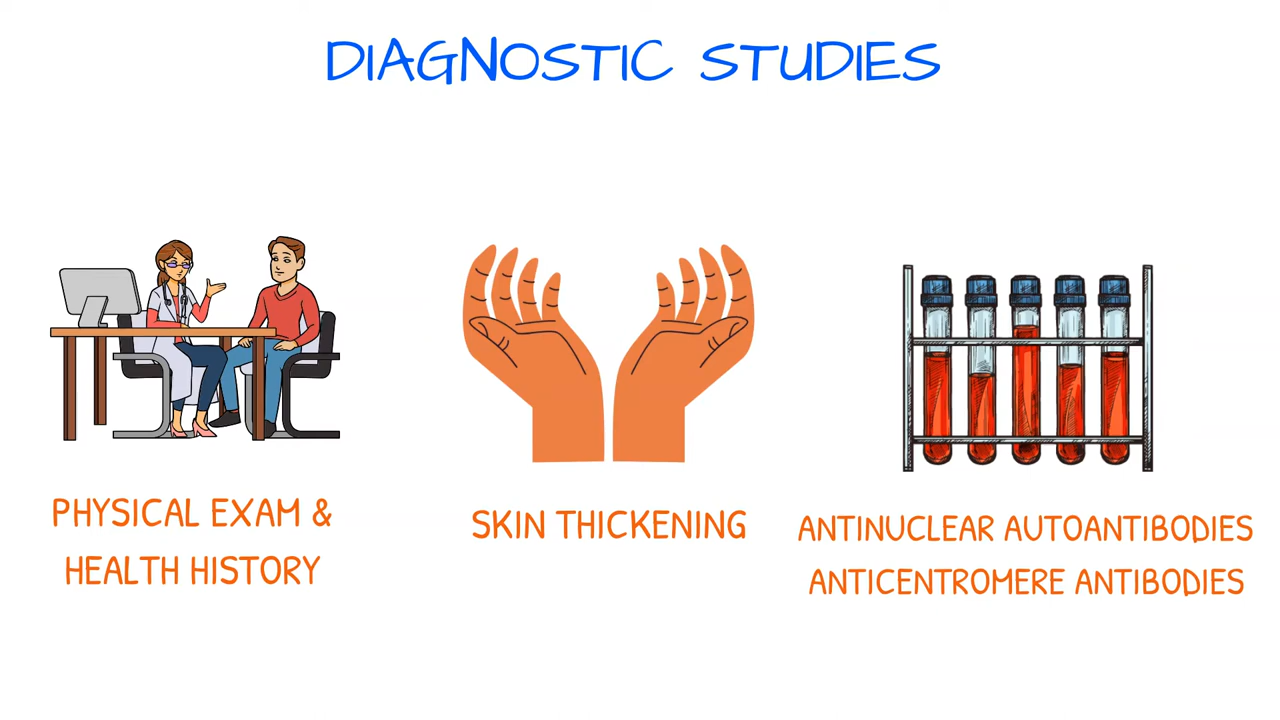 DIAGNOSTIC STUDIES
PHYSICAL EXAM &
HEALTH HISTORY
SKIN THICKENING
ANTINUCLEAR AUTOANTIBODIES
ANTICENTROMERE ANTIBODIES